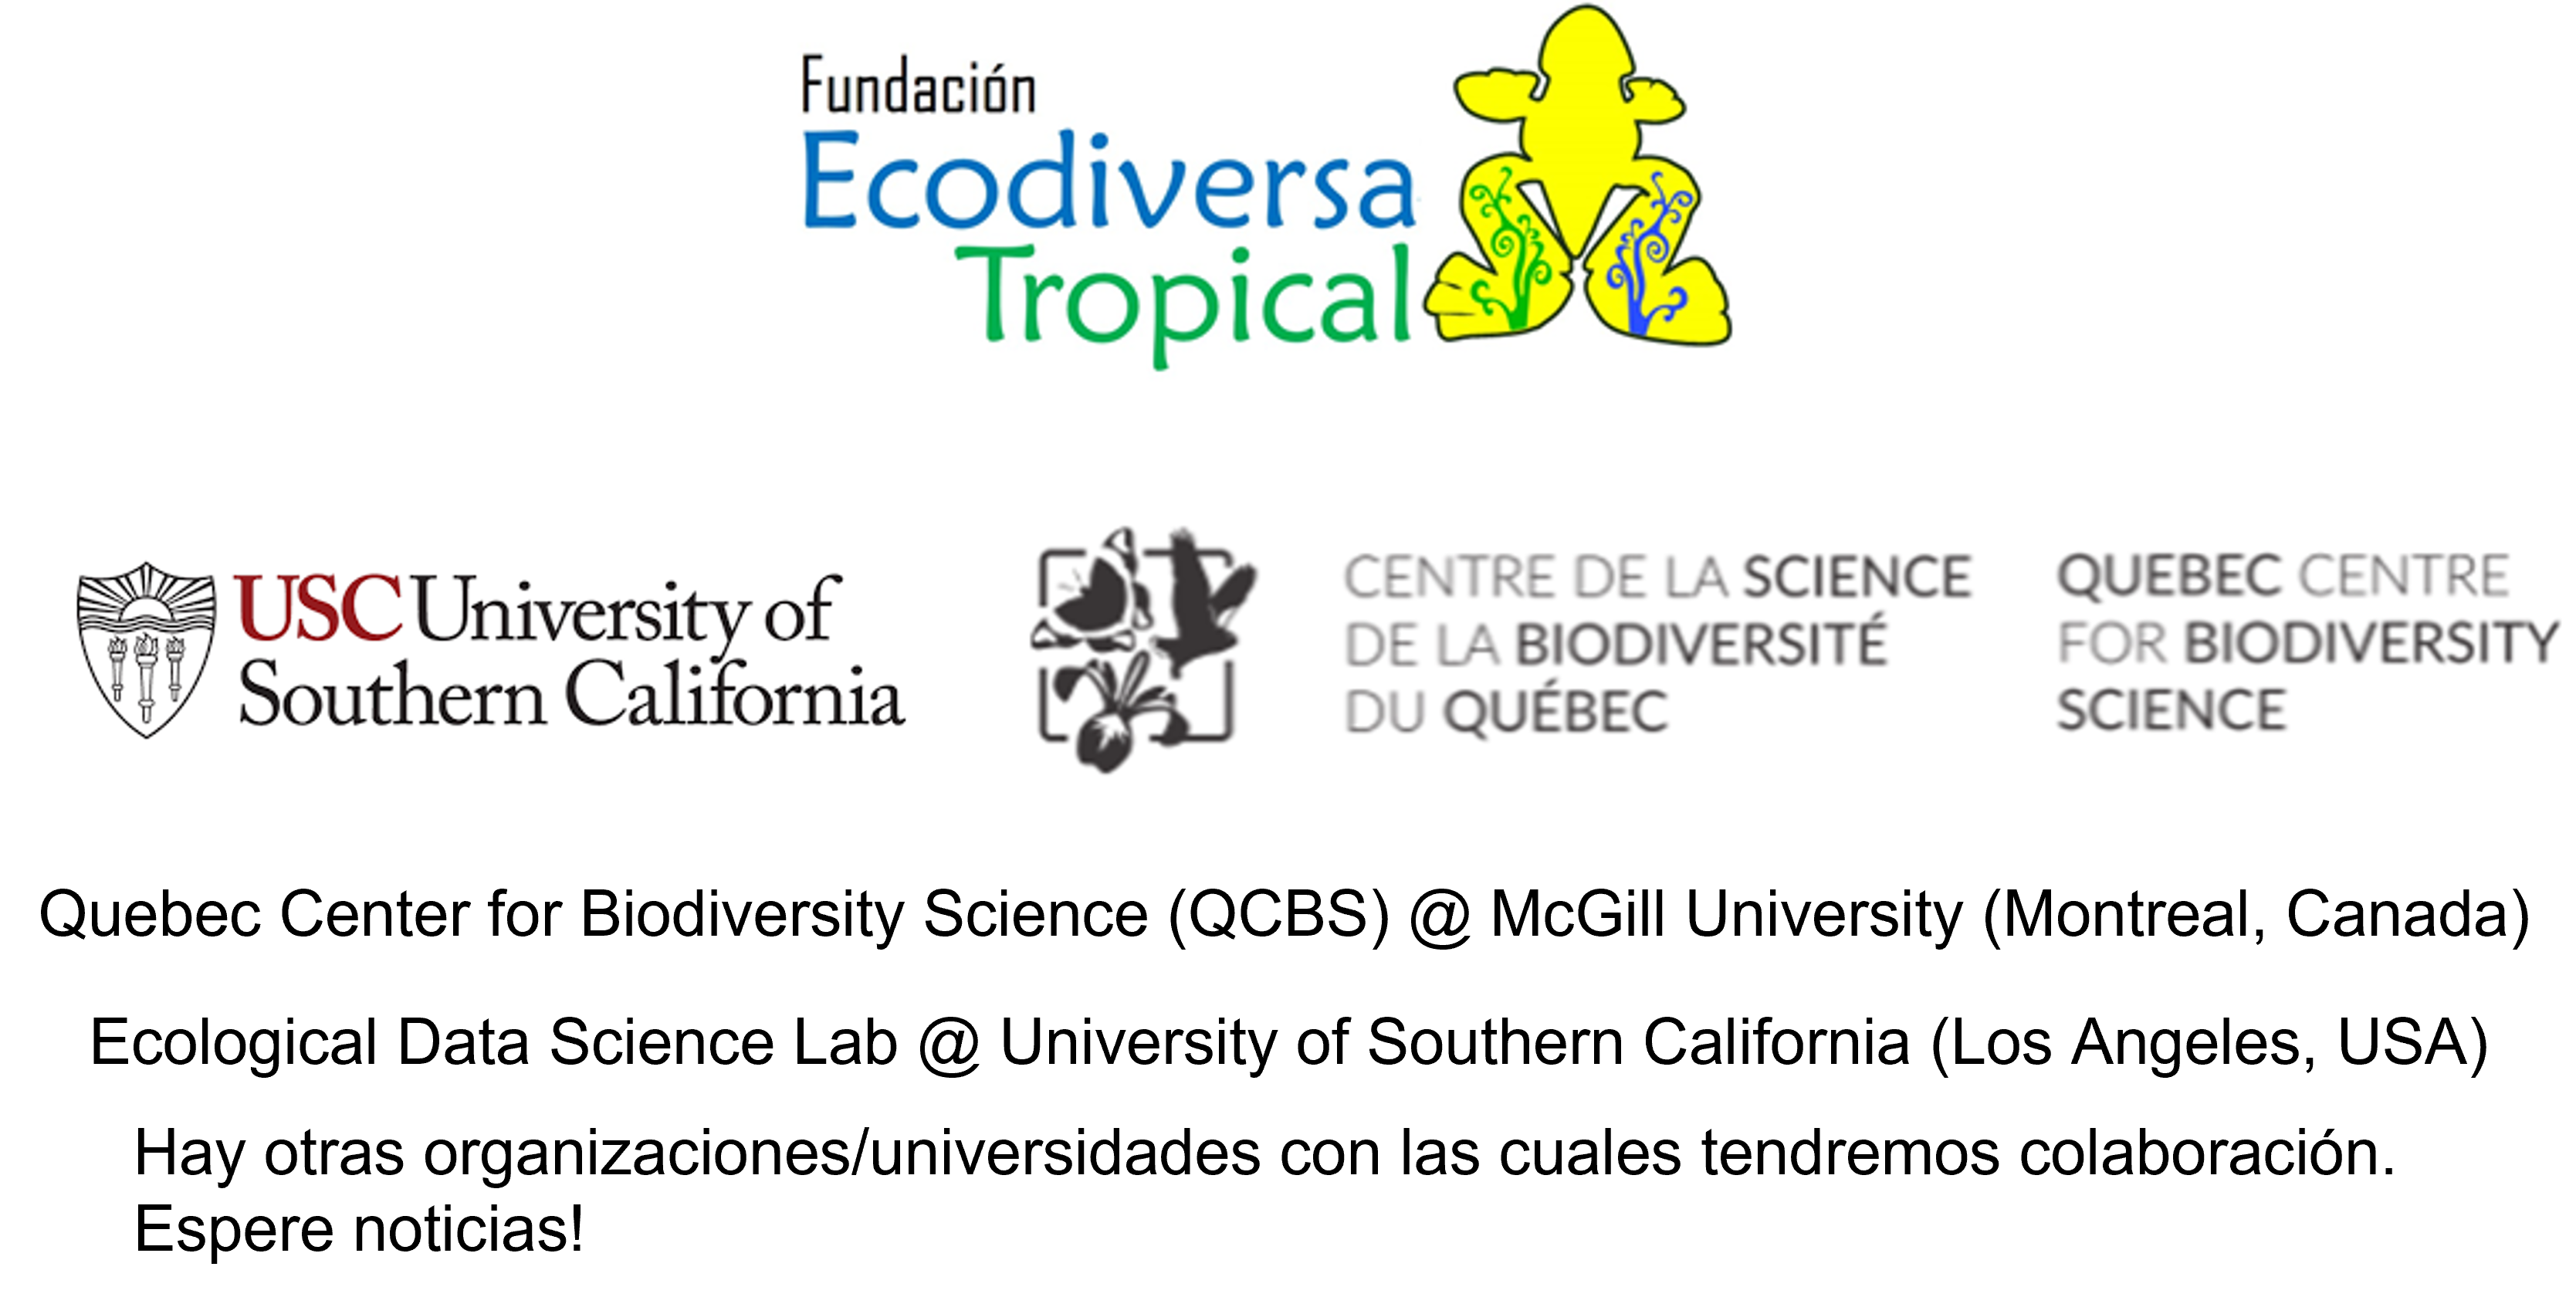 Fundación
Ecodiversa
Tropical
USC University of
Southern California
CENTRE DE LA SCIENCE
DE LA BIODIVERSITÉ
DU QUÉBEC
QUEBEC CENTRE
FOR BIODIVERSITY
SCIENCE
Quebec Center for Biodiversity Science (QCBS) @ McGill University (Montreal, Canada)
Ecological Data Science Lab @ University of Southern California (Los Angeles, USA)
Hay otras organizaciones/universidades con las cuales tendremos colaboración.
Espere noticias!